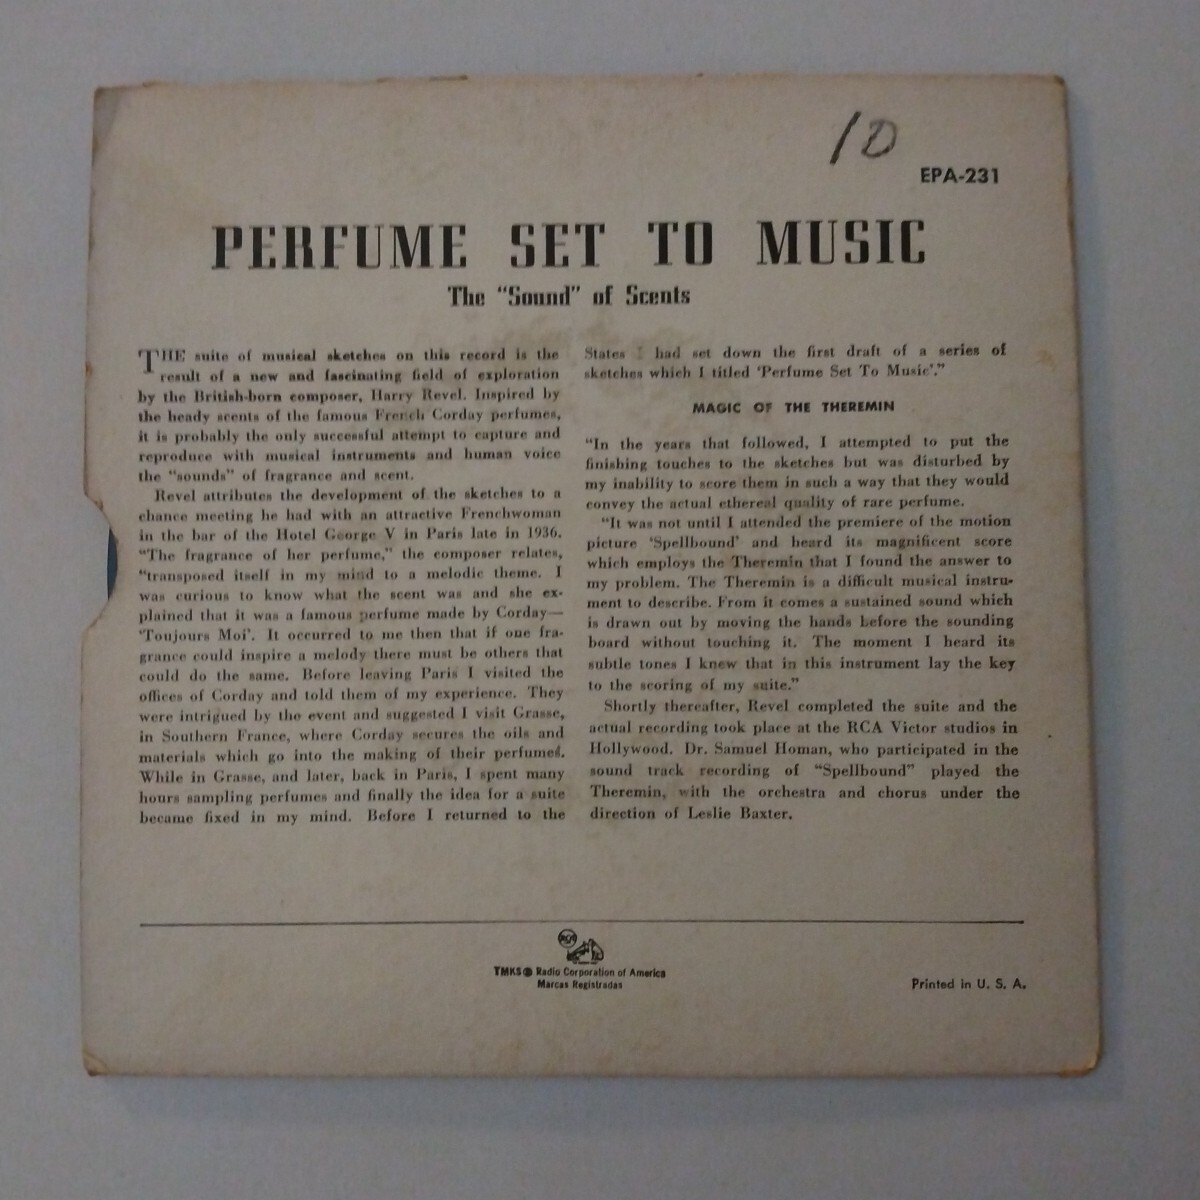 10
EPA-231
PERFUME SET TO MUSIC
The “Sound” of Scents
THE suite of musical sketches on this record is the
result of a new and fascinating field of exploration
by the British-born composer, Harry Revel. Inspired by
the heady scents of the famous French Corday perfumes,
it is probably the only successful attempt to capture and
reproduce with musical instruments and human voice
the “sounds” of fragrance and scent.
Revel attributes the development of the sketches to a
chance meeting he had with an attractive Frenchwoman
in the bar of the Hotel George V in Paris late in 1936.
“The fragrance of her perfume,” the composer relates,
“transposed itself in my mind to a melodic theme. I
was curious to know what the scent was and she ex-
plained that it was a famous perfume made by Corday—
‘Toujours Moi’. It occurred to me then that if one fra-
grance could inspire a melody there must be others that
could do the same. Before leaving Paris I visited the
offices of Corday and told them of my experience. They
were intrigued by the event and suggested I visit Grasse,
in Southern France, where Corday secures the oils and
materials which go into the making of their perfumes.
While in Grasse, and later, back in Paris, I spent many
hours sampling perfumes and finally the idea for a suite
became fixed in my mind. Before I returned to the
States I had set down the first draft of a series of
sketches which I titled ‘Perfume Set To Music’.”
MAGIC OF THE THEREMIN
“In the years that followed, I attempted to put the
finishing touches to the sketches but was disturbed by
my inability to score them in such a way that they would
convey the actual ethereal quality of rare perfume.
“It was not until I attended the premiere of the motion
picture ‘Spellbound’ and heard its magnificent score
which employs the Theremin that I found the answer to
my problem. The Theremin is a difficult musical instru-
ment to describe. From it comes a sustained sound which
is drawn out by moving the hands before the sounding
board without touching it. The moment I heard its
subtle tones I knew that in this instrument lay the key
to the scoring of my suite.”
Shortly thereafter, Revel completed the suite and the
actual recording took place at the RCA Victor studios in
Hollywood. Dr. Samuel Homan, who participated in the
sound track recording of “Spellbound” played the
Theremin, with the orchestra and chorus under the
direction of Leslie Baxter.
RCA
TMKS ® Radio Corporation of America
Marcas Registradas
Printed in U. S. A.